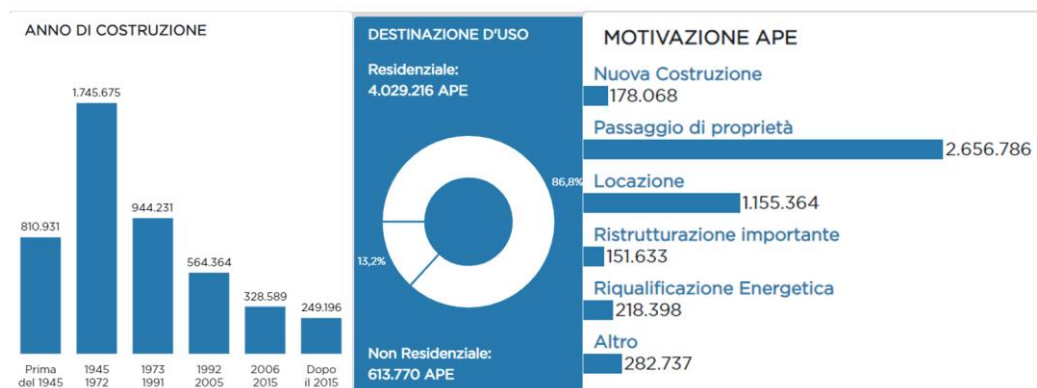 ANNO DI COSTRUZIONE
1.745.675
944.231
810.931
564.364
328.589
249.196
Prima del 1945
1945 1972
1973 1991
1992 2005
2006 2015
Dopo il 2015
DESTINAZIONE D'USO
Residenziale:
4.029.216 APE
86,8%
13,2%
Non Residenziale:
613.770 APE
MOTIVAZIONE APE
Nuova Costruzione
178.068
Passaggio di proprietà
2.656.786
Locazione
1.155.364
Ristrutturazione importante
151.633
Riqualificazione Energetica
218.398
Altro
282.737